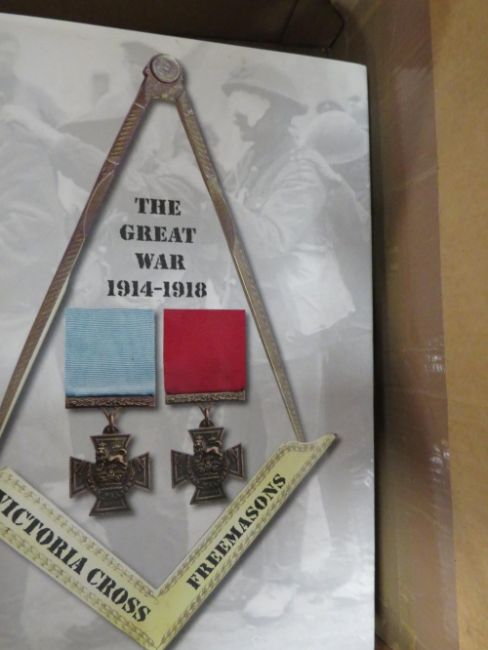 THE
GREAT
WAR
1914-1918
VICTORIA CROSS
FREEMASONS